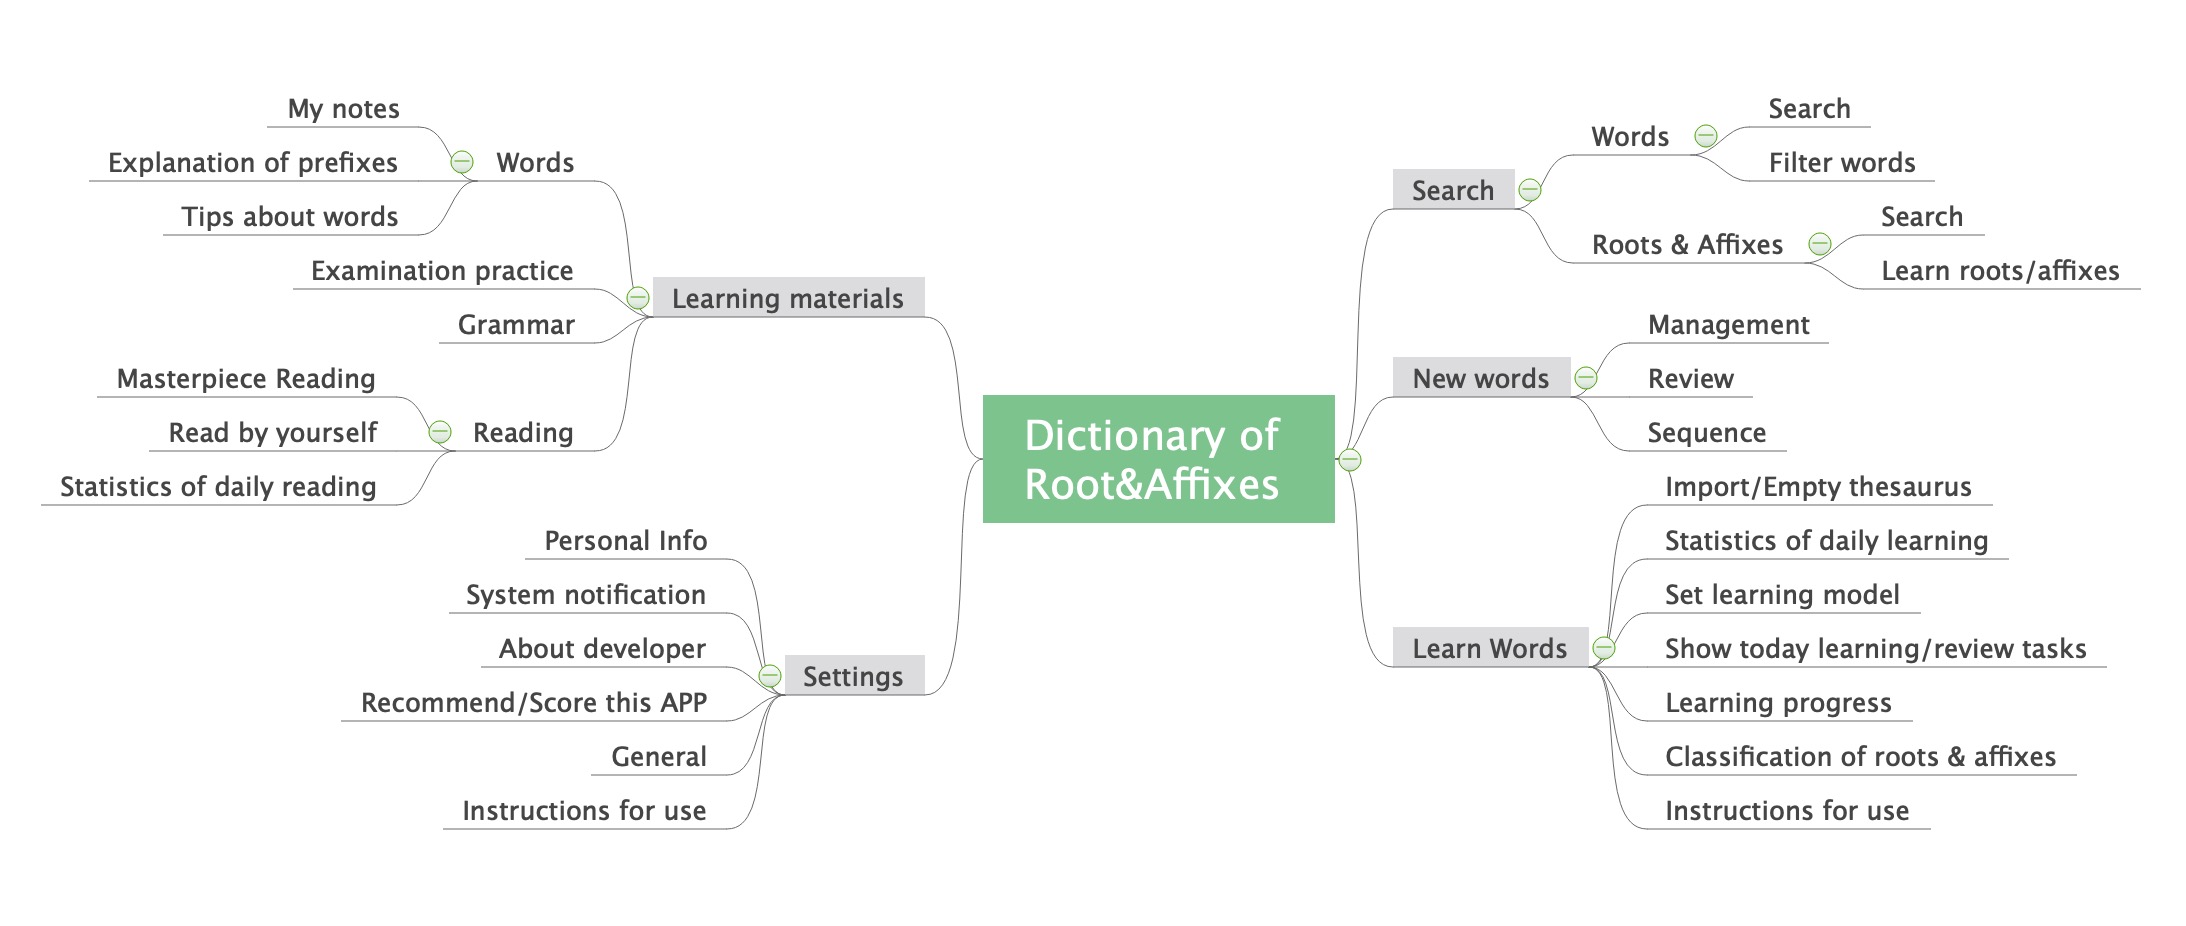 Dictionary of
Root&Affixes
Search
Words
Search
Filter words
Roots & Affixes
Search
Learn roots/affixes
New words
Management
Review
Sequence
Learn Words
Import/Empty thesaurus
Statistics of daily learning
Set learning model
Show today learning/review tasks
Learning progress
Classification of roots & affixes
Instructions for use
Learning materials
Words
My notes
Explanation of prefixes
Tips about words
Examination practice
Grammar
Reading
Masterpiece Reading
Read by yourself
Statistics of daily reading
Settings
Personal Info
System notification
About developer
Recommend/Score this APP
General
Instructions for use